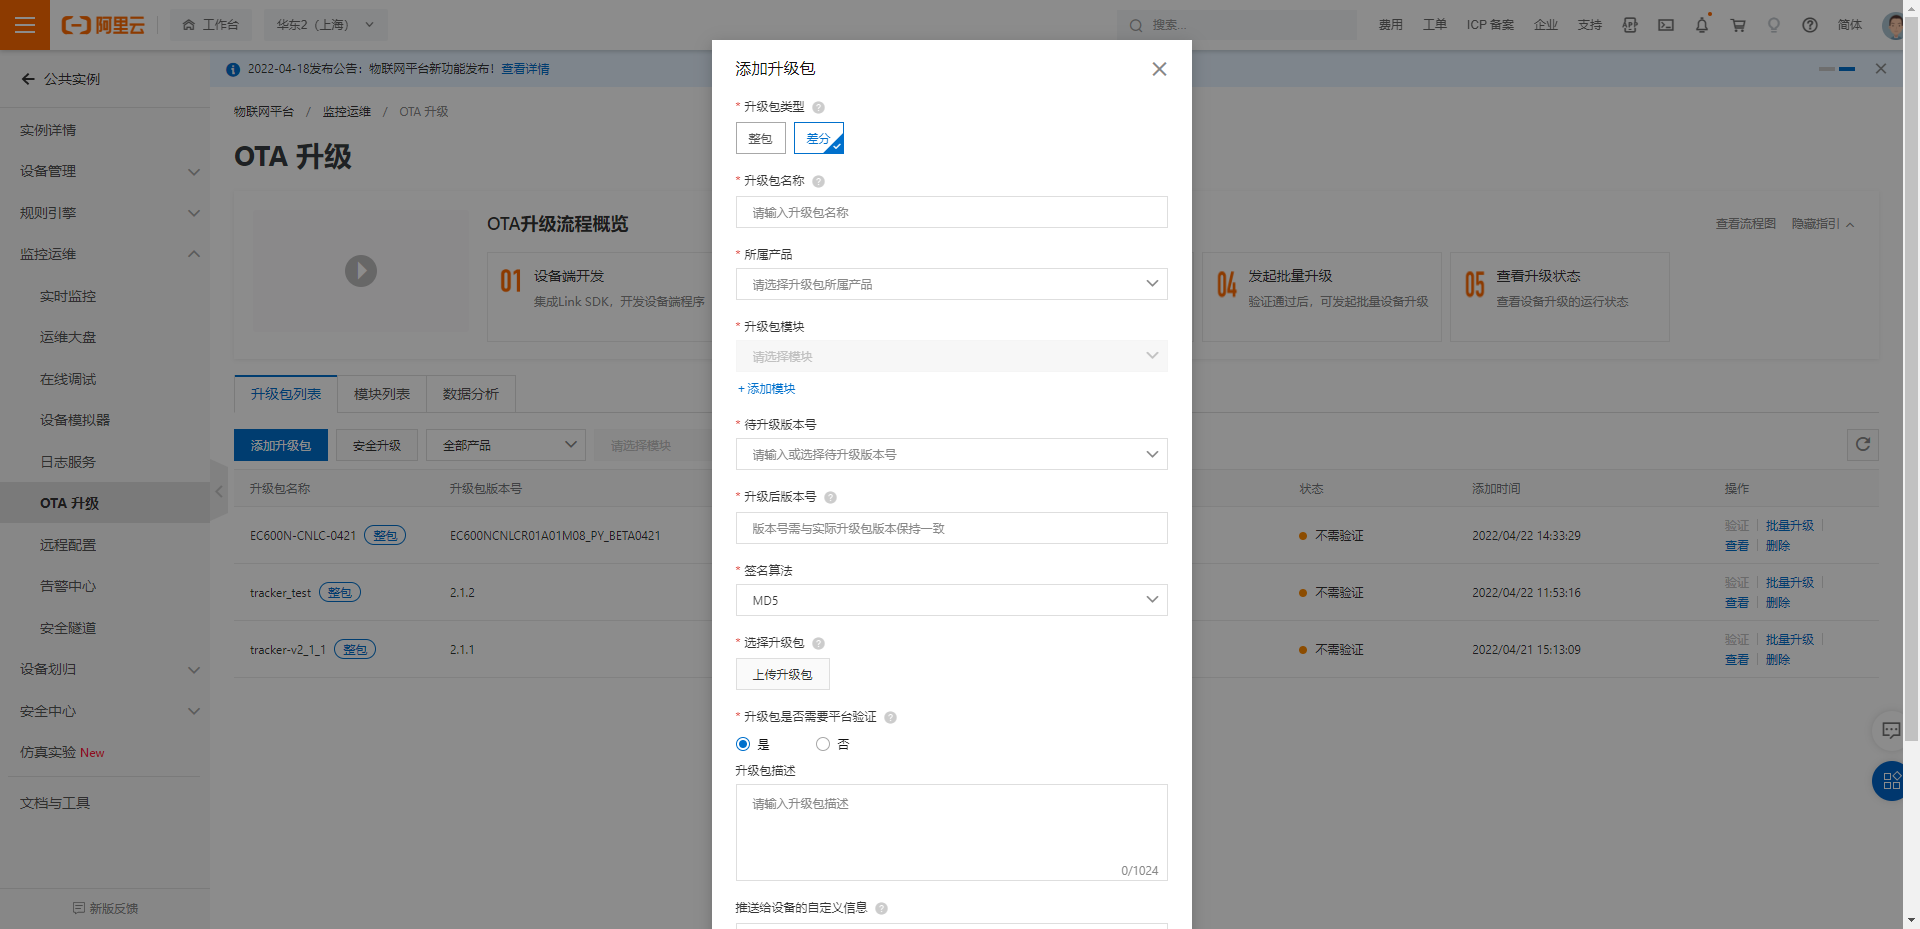 阿里云
工作台
华东2（上海）
搜索...
费用
工单
ICP 备案
企业
支持
简体
公共实例
2022-04-18发布公告：物联网平台新功能发布！查看详情
实例详情
设备管理
规则引擎
监控运维
实时监控
运维大盘
在线调试
设备模拟器
日志服务
OTA 升级
远程配置
告警中心
安全隧道
设备划归
安全中心
仿真实验 New
文档与工具
新版反馈
物联网平台 / 监控运维 / OTA 升级
OTA 升级
OTA升级流程概览
查看流程图
隐藏指引
01 设备端开发
集成Link SDK，开发设备端程序
04 发起批量升级
验证通过后，可发起批量设备升级
05 查看升级状态
查看设备升级的运行状态
升级包列表
模块列表
数据分析
添加升级包
安全升级
全部产品
请选择模块
升级包名称
升级包版本号
状态
添加时间
操作
EC600N-CNLC-0421 整包
EC600NCNLCR01A01M08_PY_BETA0421
不需验证
2022/04/22 14:33:29
验证 批量升级
查看 删除
tracker_test 整包
2.1.2
不需验证
2022/04/22 11:53:16
验证 批量升级
查看 删除
tracker-v2_1_1 整包
2.1.1
不需验证
2022/04/21 15:13:09
验证 批量升级
查看 删除
添加升级包
* 升级包类型
整包
差分
* 升级包名称
请输入升级包名称
* 所属产品
请选择升级包所属产品
* 升级包模块
请选择模块
+ 添加模块
* 待升级版本号
请输入或选择待升级版本号
* 升级后版本号
版本号需与实际升级包版本保持一致
* 签名算法
MD5
* 选择升级包
上传升级包
* 升级包是否需要平台验证
是
否
升级包描述
请输入升级包描述
0/1024
推送给设备的自定义信息